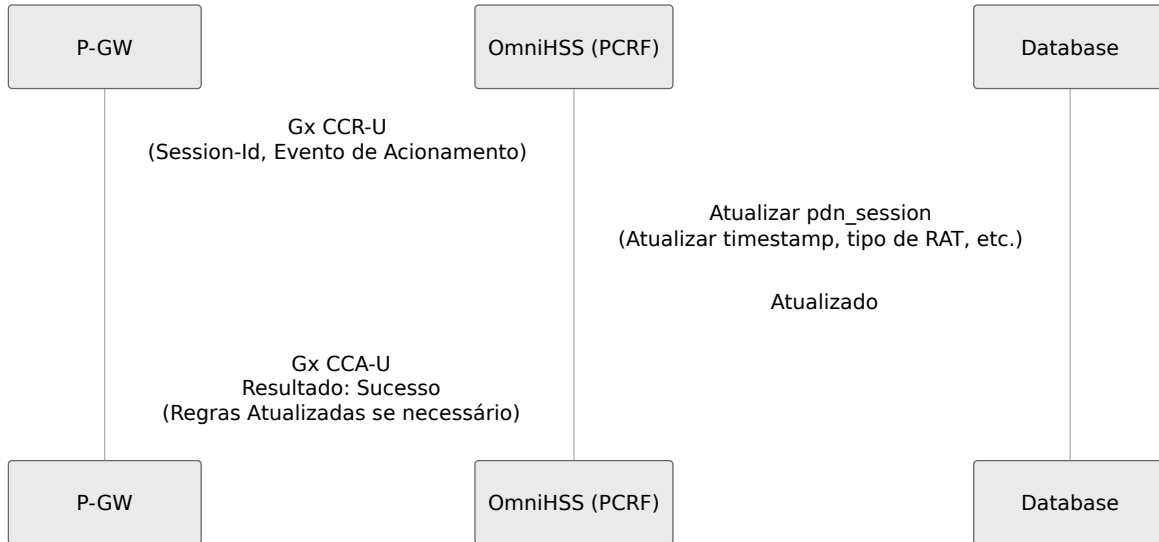 P-GW
OmniHSS (PCRF)
Database
Gx CCR-U
(Session-Id, Evento de Acionamento)
Atualizar pdn_session
(Atualizar timestamp, tipo de RAT, etc.)
Atualizado
Gx CCA-U
Resultado: Sucesso
(Regras Atualizadas se necessário)
P-GW
OmniHSS (PCRF)
Database